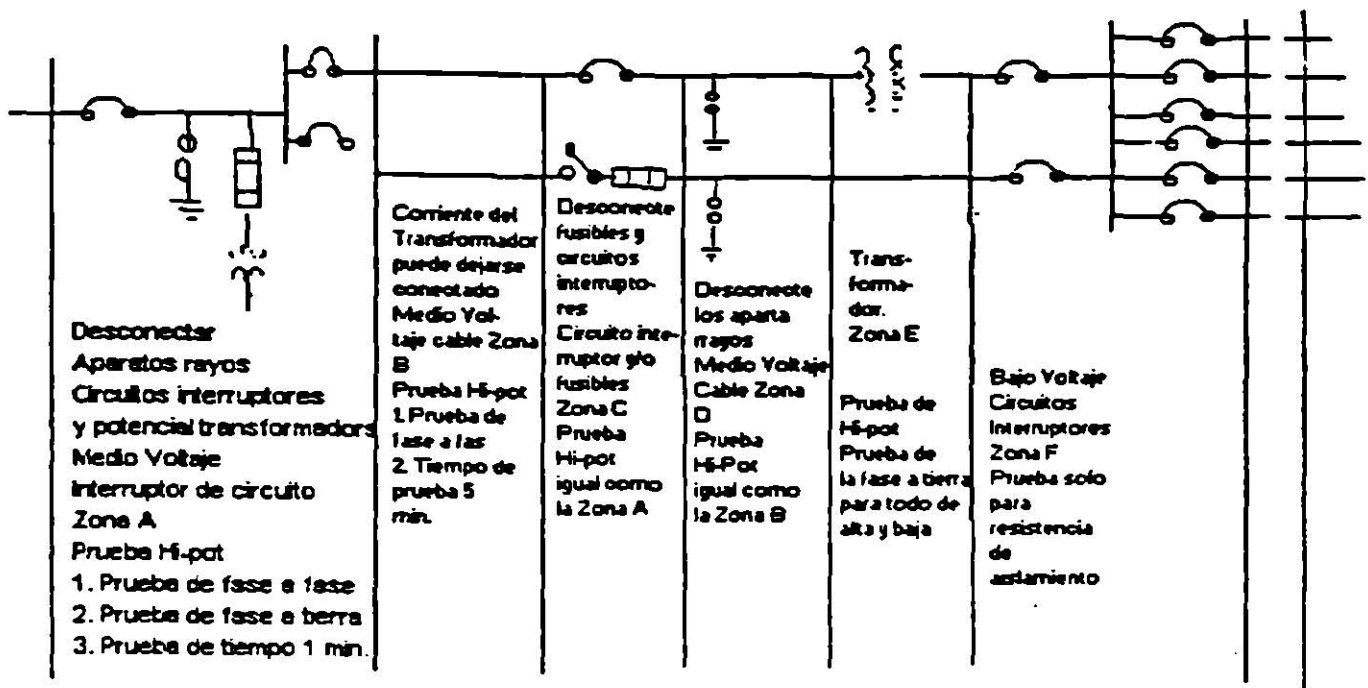 Desconectar
Aparatos rayos
Circuitos interruptores
y potencial transformadors
Medio Voltaje
Interruptor de circuito
Zona A
Prueba Hi-pot
1. Prueba de fase a fase
2. Prueba de fase a tierra
3. Prueba de tiempo 1 min.
Corriente del
Transformador
puede dejarse
conectado
Medio Vol-
taje cable Zona
B
Prueba Hi-pot
1. Prueba de
fase a las
2. Tiempo de
prueba 5
min.
Desconecte
fusibles y
circuitos
interrupto-
res
Circuito inte-
rruptor y/o
fusibles
Zona C
Prueba
Hi-pot
igual como
la Zona A
Desconecte
los aparta
rrayos
Medio Voltaje
Cable Zona
D
Prueba
Hi-Pot
igual como
la Zona B
Trans-
forma-
dor.
Zona E
Prueba de
Hi-pot
Prueba de
la fase a tierra
para todo de
alta y baja
Bajo Voltaje
Circuitos
Interruptores
Zona F
Prueba solo
para
resistencia
de
aislamiento